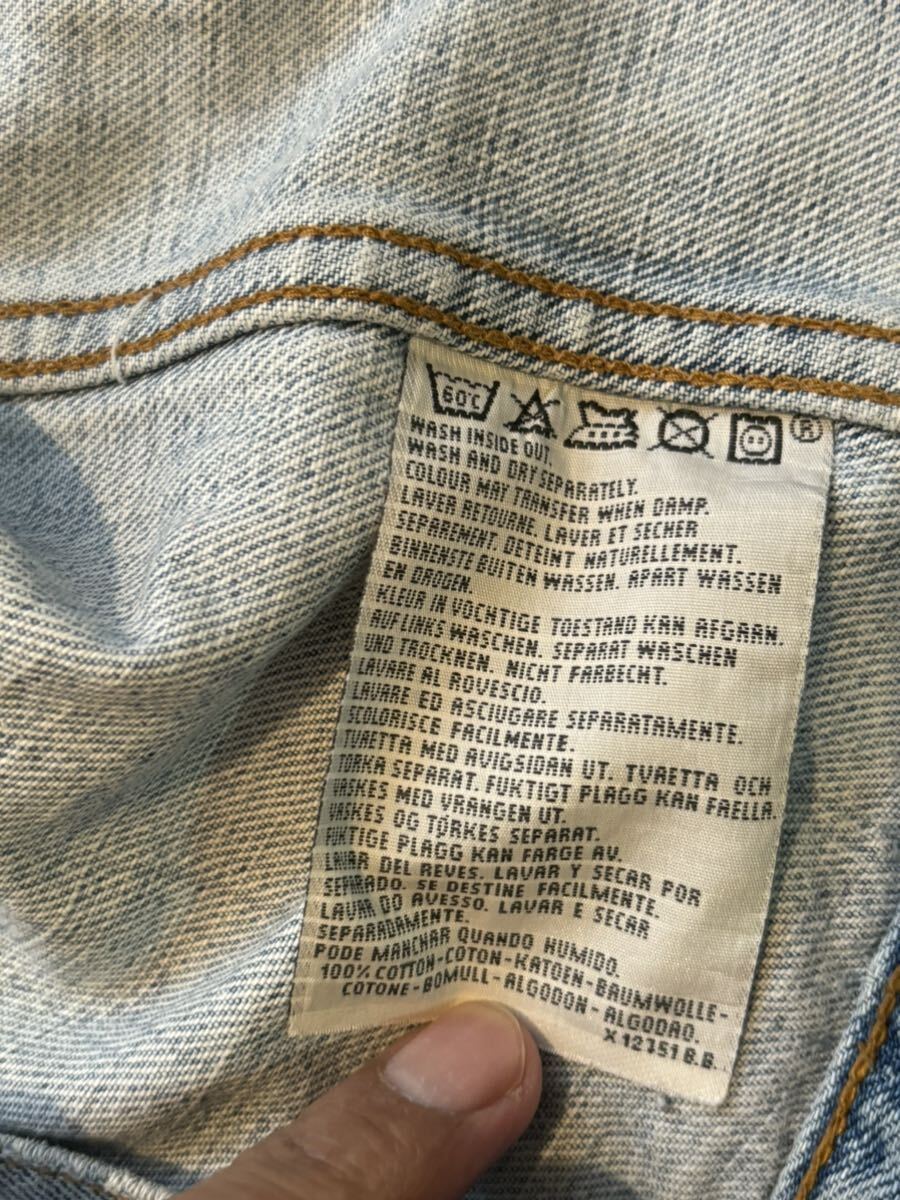 60°C
®
WASH INSIDE OUT.
WASH AND DRY SEPARATELY.
COLOUR MAY TRANSFER WHEN DAMP.
LAVER RETOURNE. LAVER ET SECHER
SEPAREMENT. DETEINT NATURELLEMENT.
BINNENSTE BUITEN WASSEN. APART WASSEN
EN DROGEN.
KLEUR IN VOCHTIGE TOESTAND KAN AFGAAN.
AUF LINKS WASCHEN. SEPARAT WASCHEN
UND TROCKNEN. NICHT FARBECHT.
LAVARE AL ROVESCIO.
LAVARE ED ASCIUGARE SEPARATAMENTE.
SCOLORISCE FACILMENTE.
TVAETTA MED AVIGSIDAN UT. TVAETTA OCH
TORKA SEPARAT. FUKTIGT PLAGG KAN FAELLA.
VASKES MED VRANGEN UT.
VASKES OG TØRKES SEPARAT.
FUKTIGE PLAGG KAN FARGE AV.
LAVAR DEL REVES. LAVAR Y SECAR POR
SEPARADO. SE DESTINE FACILMENTE.
LAVAR DO AVESSO. LAVAR E SECAR
SEPARADAMENTE.
PODE MANCHAR QUANDO HUMIDO.
100% COTTON-COTON-KATOEN-BAUMWOLLE-
COTONE-BOMULL-ALGODON-ALGODAO.
X 12351 B.B.